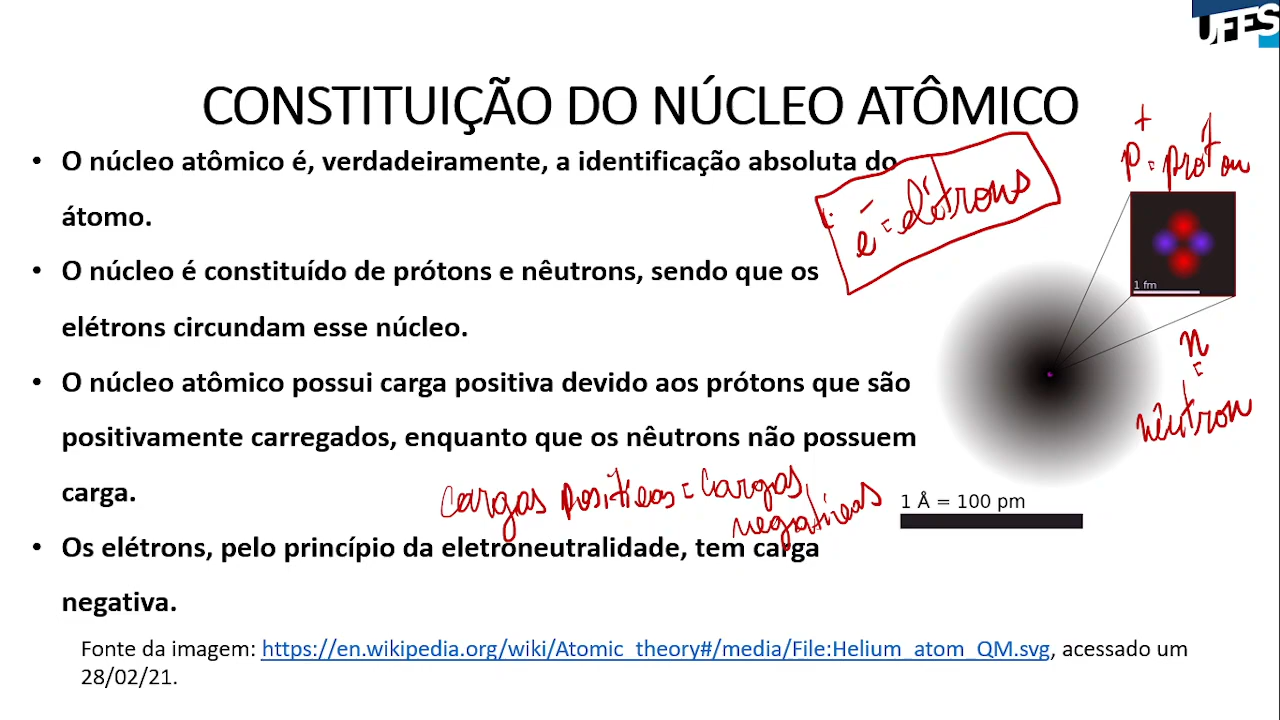 UFES
CONSTITUIÇÃO DO NÚCLEO ATÔMICO
• O núcleo atômico é, verdadeiramente, a identificação absoluta do
átomo.
• O núcleo é constituído de prótons e nêutrons, sendo que os
elétrons circundam esse núcleo.
• O núcleo atômico possui carga positiva devido aos prótons que são
positivamente carregados, enquanto que os nêutrons não possuem
carga.
cargas positivas = cargas
negativas
• Os elétrons, pelo princípio da eletroneutralidade, tem carga
negativa.
e⁻ = elétrons
p⁺ = próton
1 fm
n
=
nêutron
1 Å = 100 pm
Fonte da imagem: https://en.wikipedia.org/wiki/Atomic_theory#/media/File:Helium_atom_QM.svg, acessado um
28/02/21.